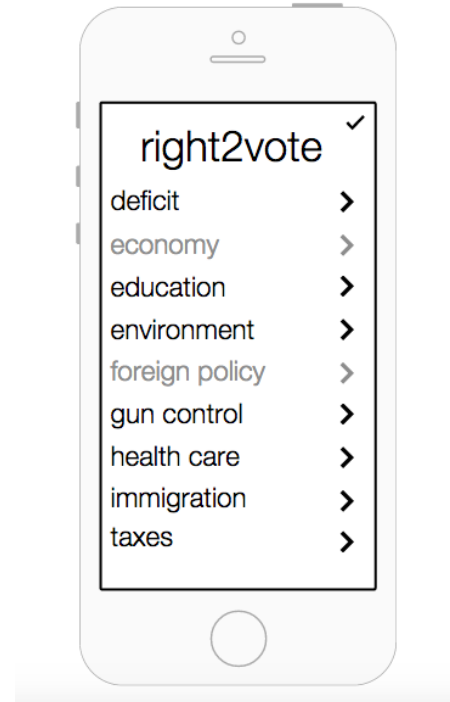 right2vote
deficit
economy
education
environment
foreign policy
gun control
health care
immigration
taxes